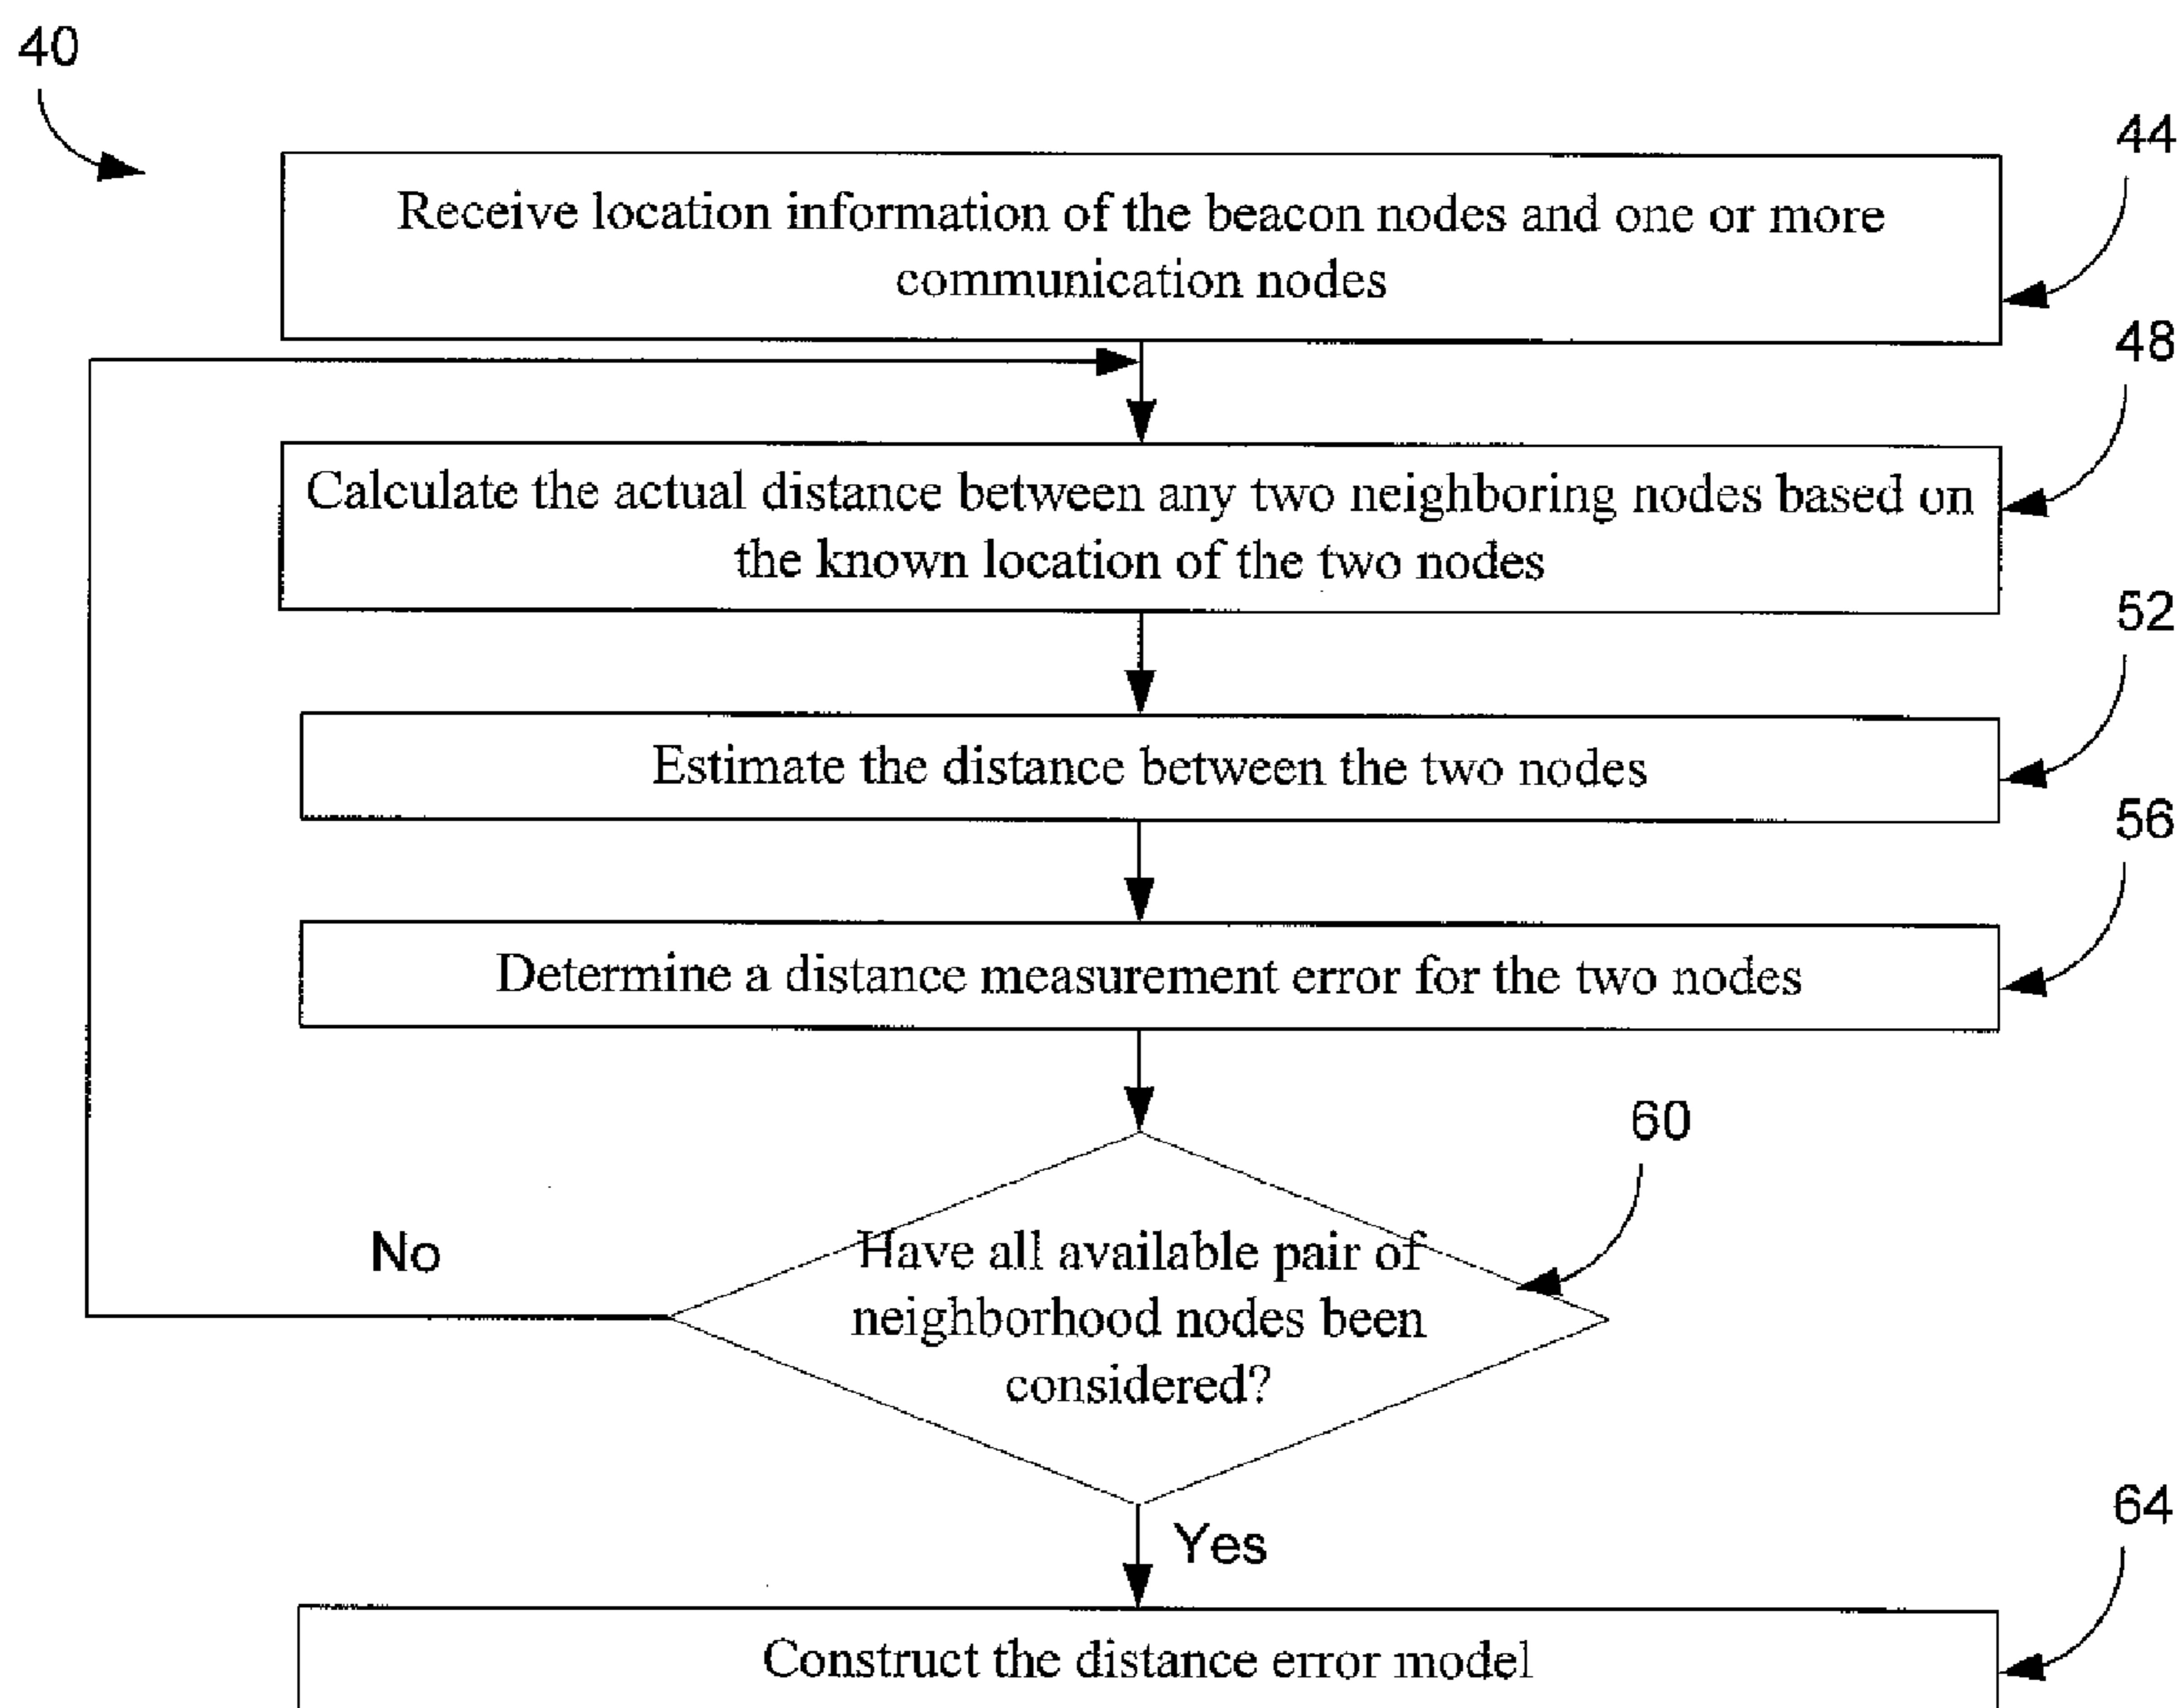 40
44
Receive location information of the beacon nodes and one or more
communication nodes
48
Calculate the actual distance between any two neighboring nodes based on
the known location of the two nodes
52
Estimate the distance between the two nodes
56
Determine a distance measurement error for the two nodes
60
No
Have all available pair of
neighborhood nodes been
considered?
Yes
64
Construct the distance error model